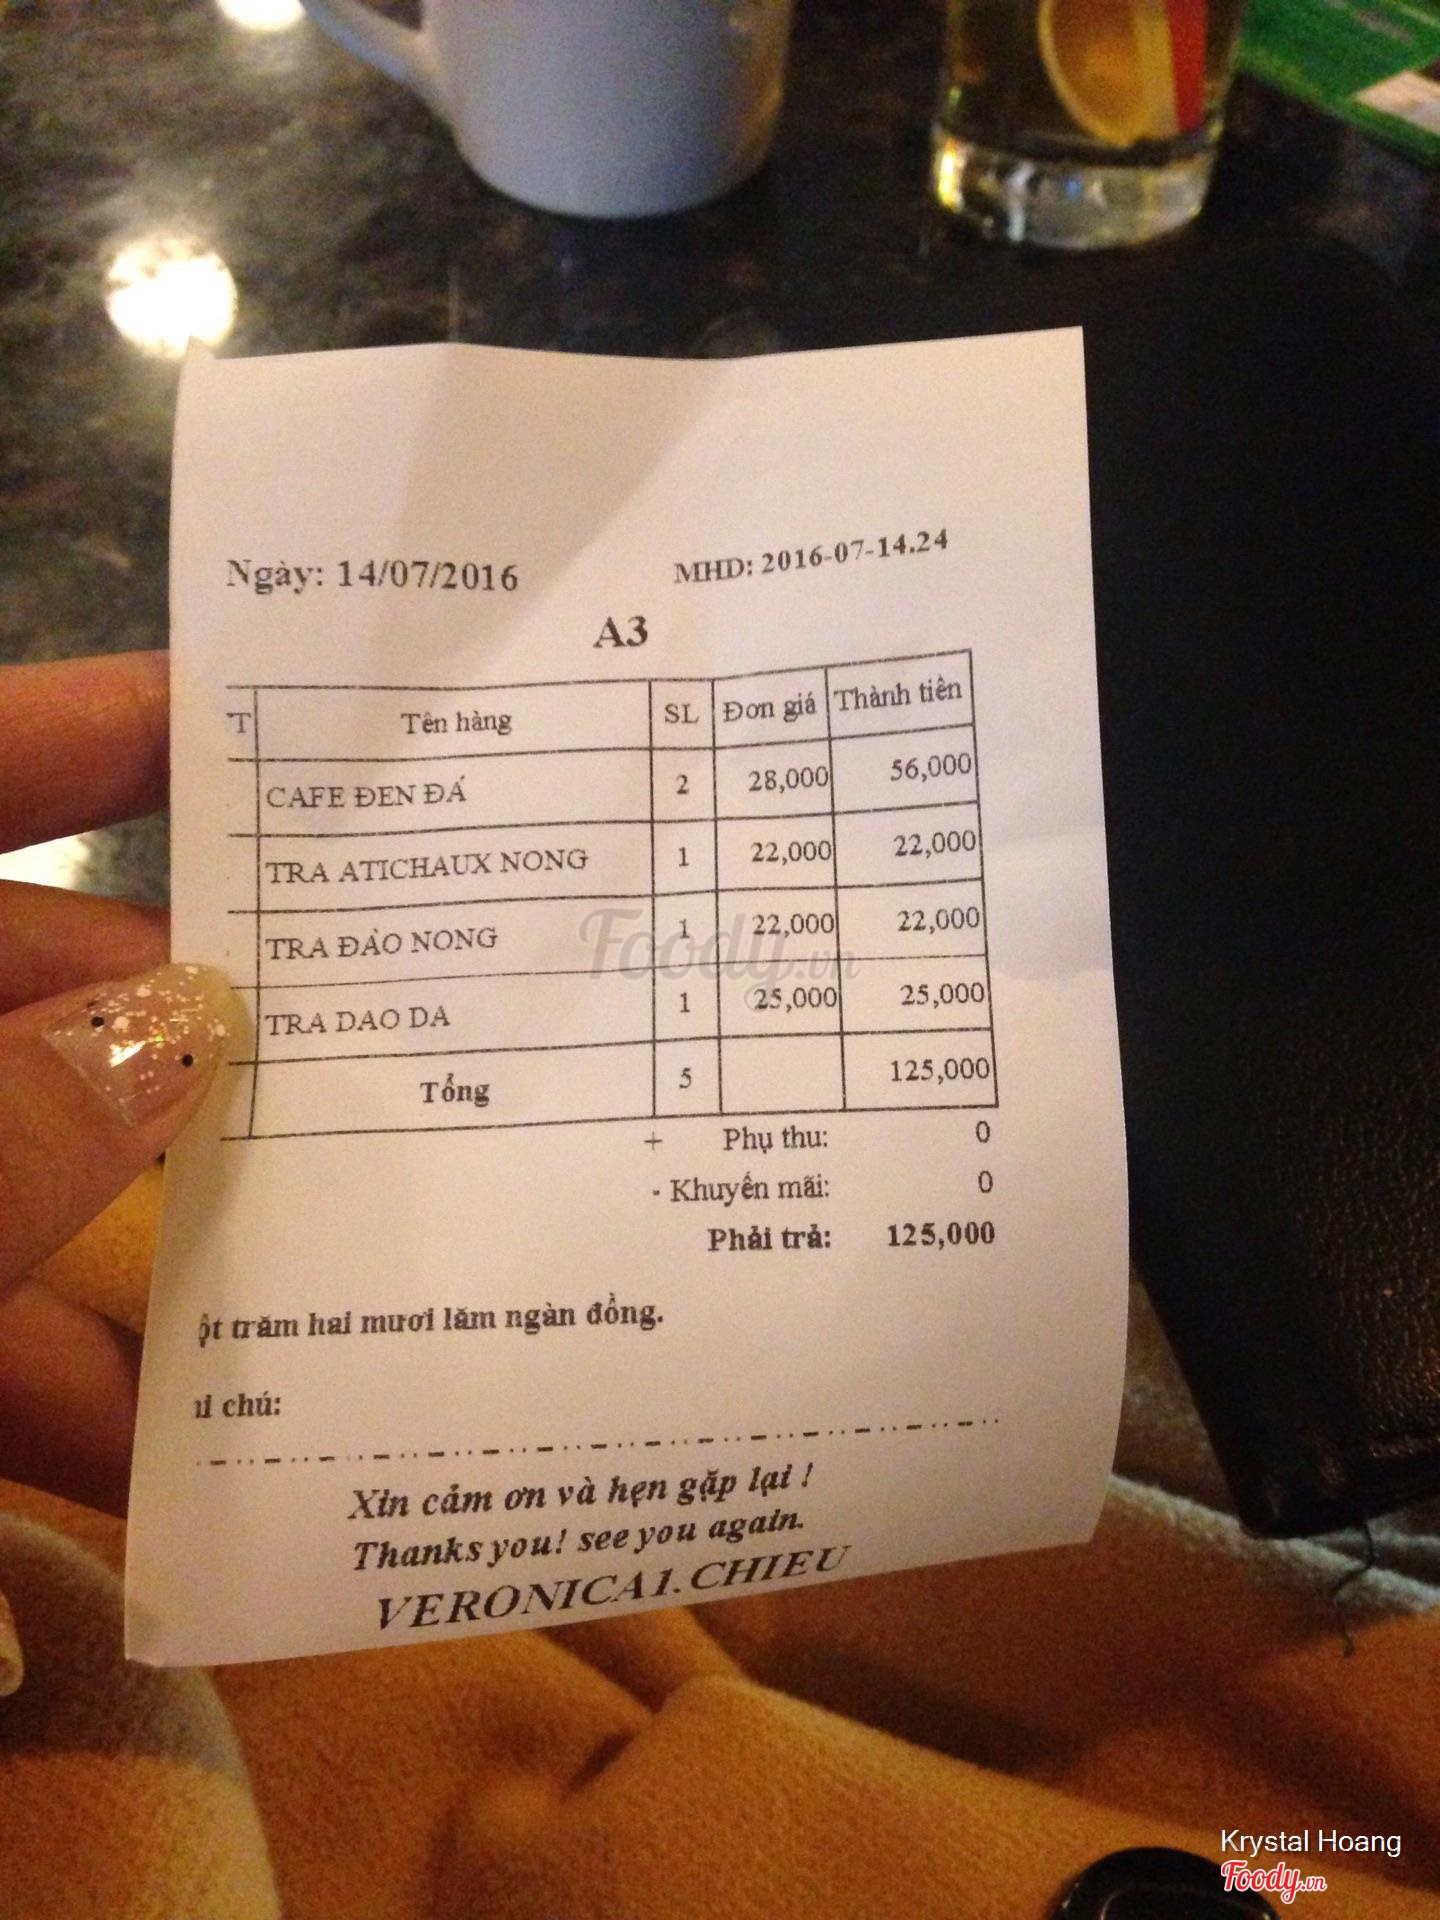 Ngày: 14/07/2016 MHD: 2016-07-14.24
A3
T Tên hàng SL Đơn giá Thành tiền
CAFE ĐEN ĐÁ 2 28,000 56,000
TRA ATICHAUX NONG 1 22,000 22,000
TRA ĐÀO NONG 1 22,000 22,000
TRA DAO DA 1 25,000 25,000
Tổng 5 125,000
+ Phụ thu: 0
- Khuyến mãi: 0
Phải trả: 125,000
ột trăm hai mươi lăm ngàn đồng.
hi chú:
Xin cảm ơn và hẹn gặp lại !
Thanks you! see you again.
VERONICA1.CHIEU
Foody.vn
Krystal Hoang
Foody.vn